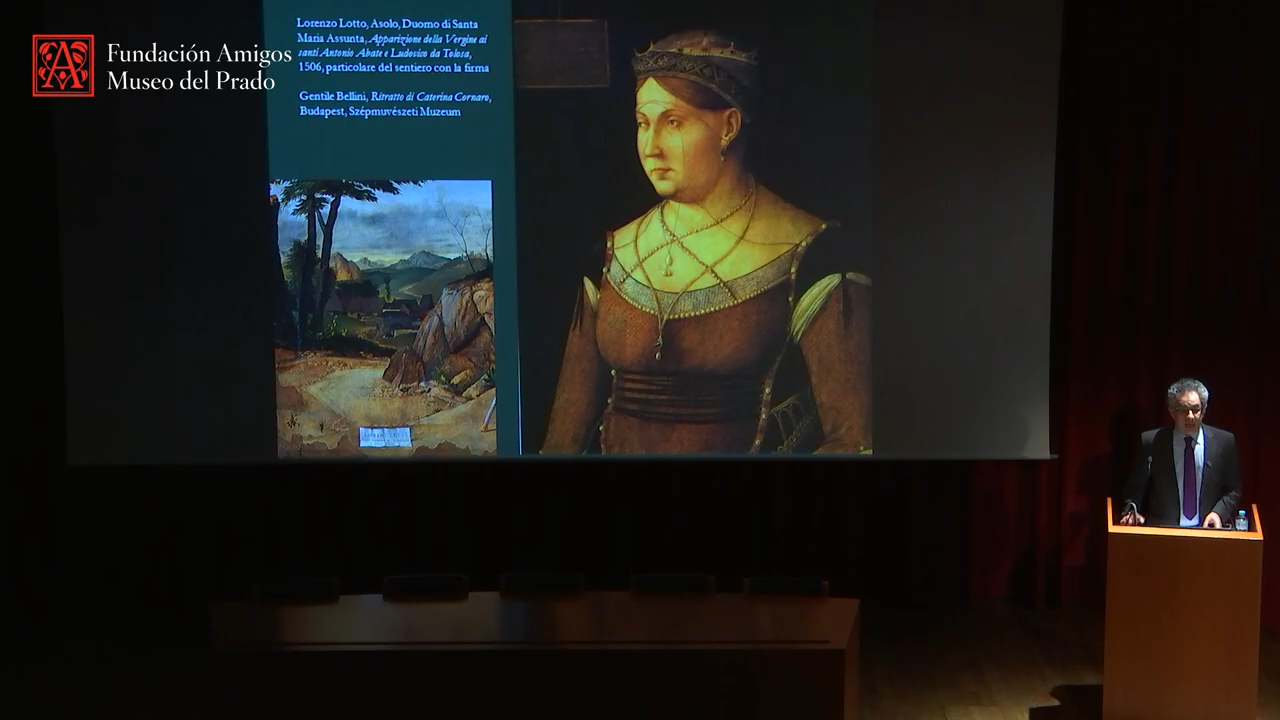 Fundación Amigos
Museo del Prado
Lorenzo Lotto, Asolo, Duomo di Santa
Maria Assunta, Apparizione della Vergine ai
santi Antonio Abate e Ludovico da Tolosa,
1506, particolare del sentiero con la firma
Gentile Bellini, Ritratto di Caterina Cornaro,
Budapest, Szépmuvészeti Muzeum